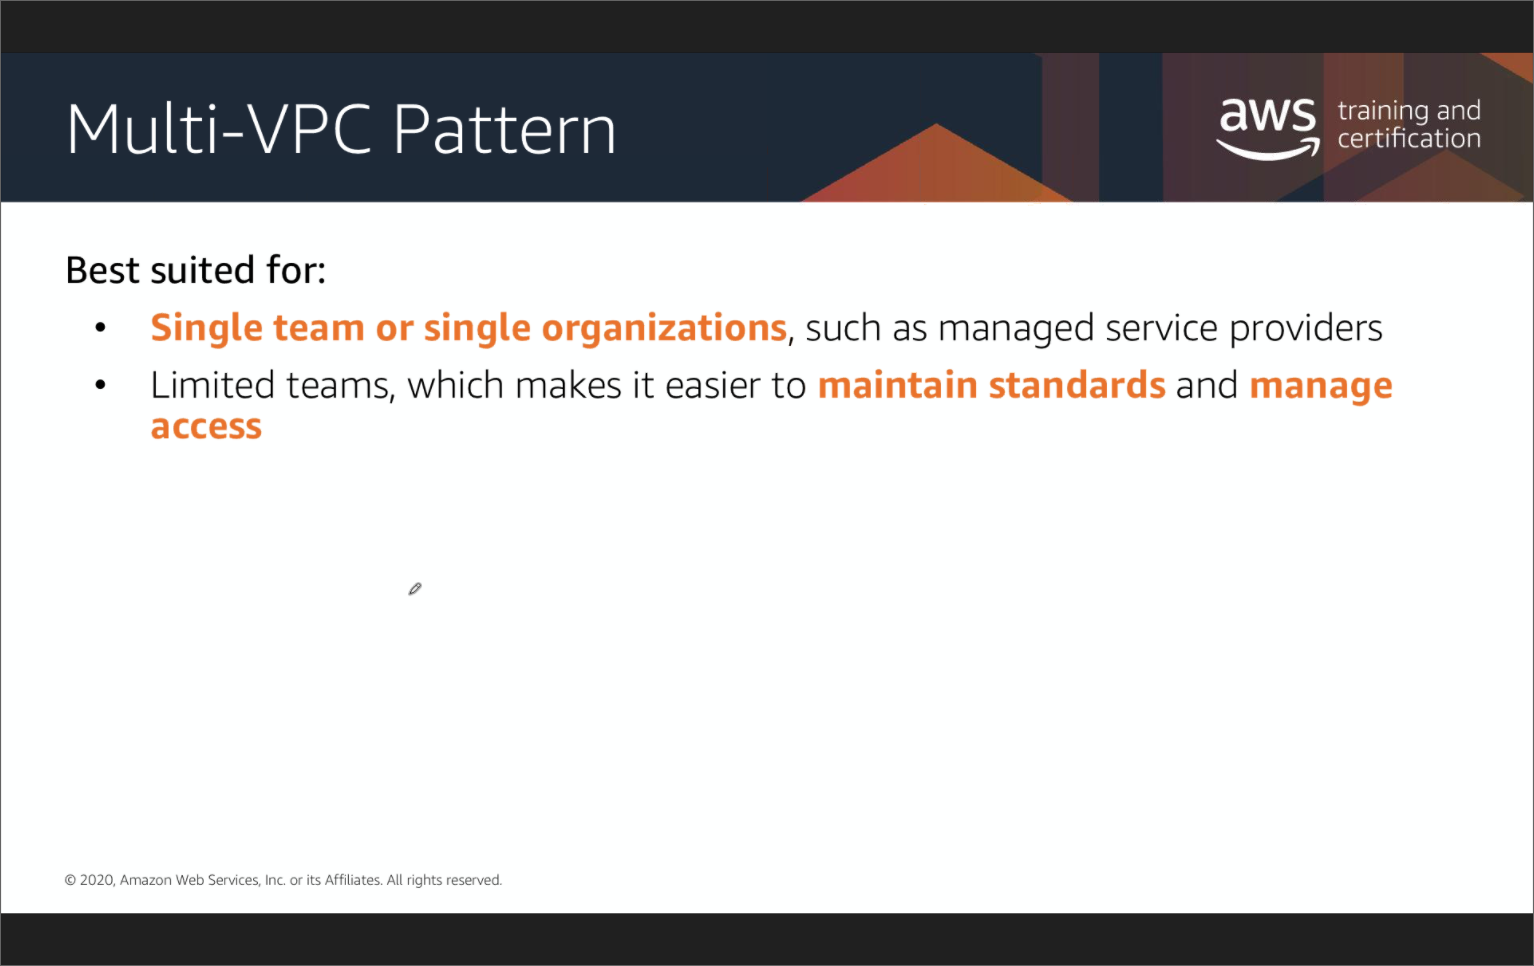 Multi-VPC Pattern
aws training and
certification
Best suited for:
• Single team or single organizations, such as managed service providers
• Limited teams, which makes it easier to maintain standards and manage
access
© 2020, Amazon Web Services, Inc. or its Affiliates. All rights reserved.